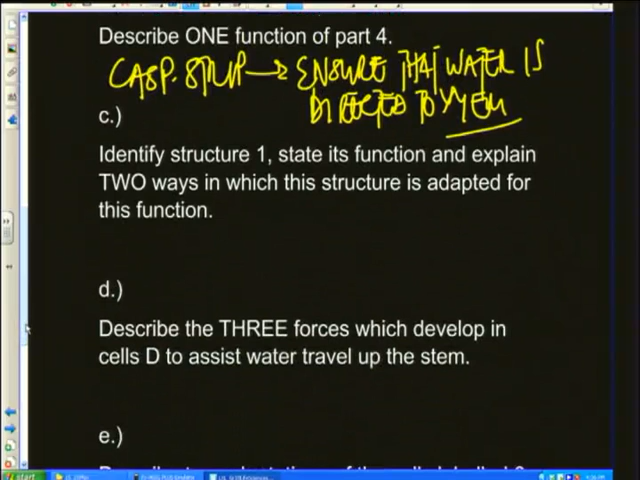 Describe ONE function of part 4.
CASP. STRIP → ENSURE THAT WATER IS
DIRECTED TO XYLEM
c.)
Identify structure 1, state its function and explain
TWO ways in which this structure is adapted for
this function.
d.)
Describe the THREE forces which develop in
cells D to assist water travel up the stem.
e.)
start